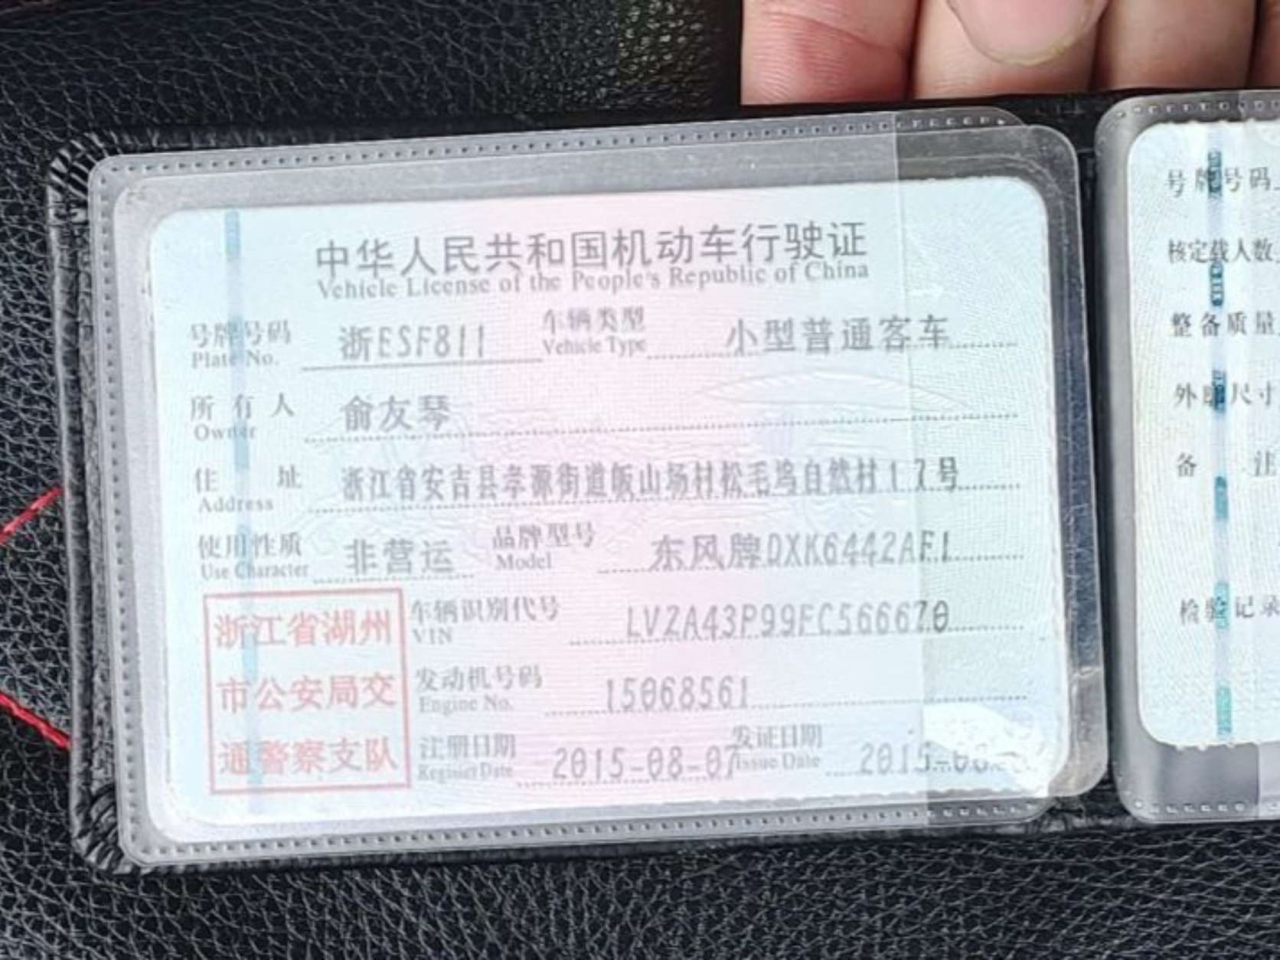 中华人民共和国机动车行驶证
Vehicle License of the People's Republic of China
号牌号码 浙ESF811 车辆类型 小型普通客车
Plate No. Vehicle Type
所有人 俞友琴
Owner
住址 浙江省安吉县孝源街道皈山场村松毛坞自然村17号
Address
使用性质 非营运 品牌型号 东风牌DXK6442AF1
Use Character Model
浙江省湖州
市公安局交
通警察支队
车辆识别代号 LVZA43P99FC566670
VIN
发动机号码 15068561
Engine No.
注册日期 2015-08-07 发证日期 2015-08
Register Date Issue Date
号牌号码
核定载人数
整备质量
外廓尺寸
备注
检验记录